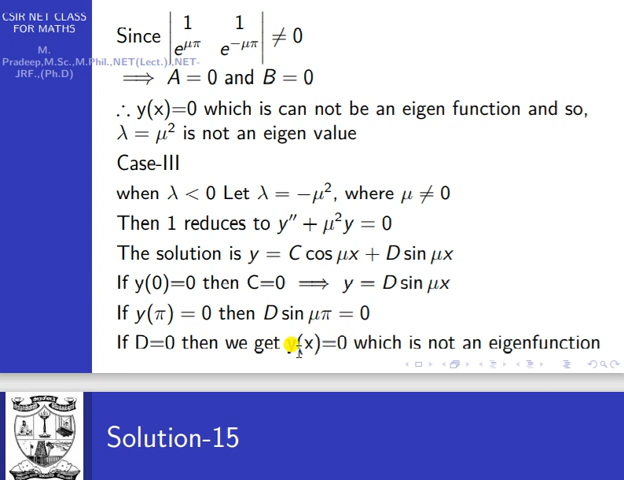 CSIR NET CLASS
FOR MATHS
M.
Pradeep,M.Sc.,M.Phil.,NET(Lect.),NET-
JRF.,(Ph.D)
Since | 1 1 |
| e^{μπ} e^{−μπ} | ≠ 0
⟹ A = 0 and B = 0
∴ y(x)=0 which is can not be an eigen function and so,
λ = μ² is not an eigen value
Case-III
when λ < 0 Let λ = −μ², where μ ≠ 0
Then 1 reduces to y″ + μ²y = 0
The solution is y = C cos μx + D sin μx
If y(0)=0 then C=0 ⟹ y = D sin μx
If y(π) = 0 then D sin μπ = 0
If D=0 then we get y(x)=0 which is not an eigenfunction
Solution-15